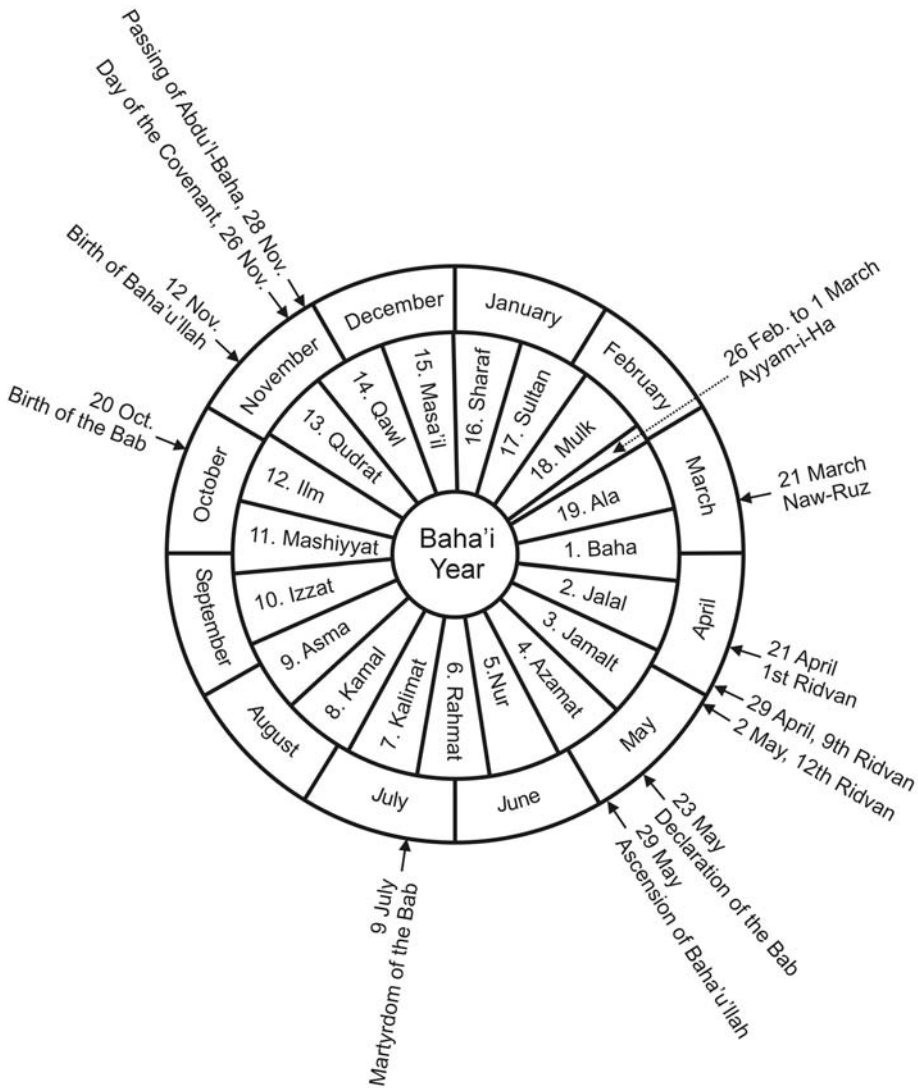 Baha'i
Year
January
February
March
April
May
June
July
August
September
October
November
December
1. Baha
2. Jalal
3. Jamalt
4. Azamat
5.Nur
6. Rahmat
7. Kalimat
8. Kamal
9. Asma
10. Izzat
11. Mashiyyat
12. Ilm
13. Qudrat
14. Qawl
15. Masa'il
16. Sharaf
17. Sultan
18. Mulk
19. Ala
26 Feb. to 1 March
Ayyam-i-Ha
21 March
Naw-Ruz
21 April
1st Ridvan
29 April, 9th Ridvan
2 May, 12th Ridvan
23 May
Declaration of the Bab
29 May
Ascension of Baha'u'llah
9 July
Martyrdom of the Bab
20 Oct.
Birth of the Bab
12 Nov.
Birth of Baha'u'llah
Day of the Covenant, 26 Nov.
Passing of Abdu'l-Baha, 28 Nov.